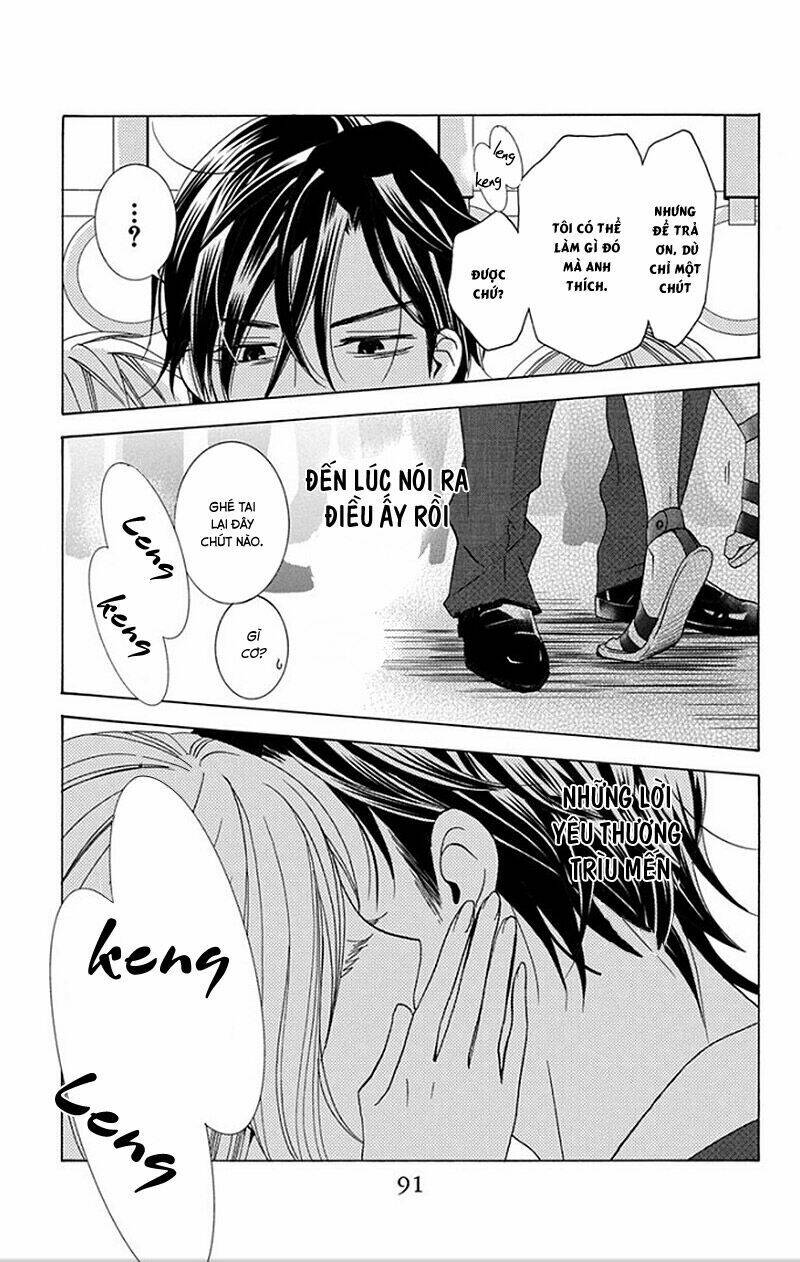 NHƯNG
ĐỂ TRẢ
ƠN, DÙ
CHỈ MỘT
CHÚT
TÔI CÓ THỂ
LÀM GÌ ĐÓ
MÀ ANH
THÍCH.
ĐƯỢC
CHỨ?
leng
keng
...?
ĐẾN LÚC NÓI RA
ĐIỀU ẤY RỒI
GHÉ TAI
LẠI ĐÂY
CHÚT NÀO.
GÌ
CƠ?
Leng
keng
NHỮNG LỜI
YÊU THƯƠNG
TRÌU MẾN
keng
Leng
91